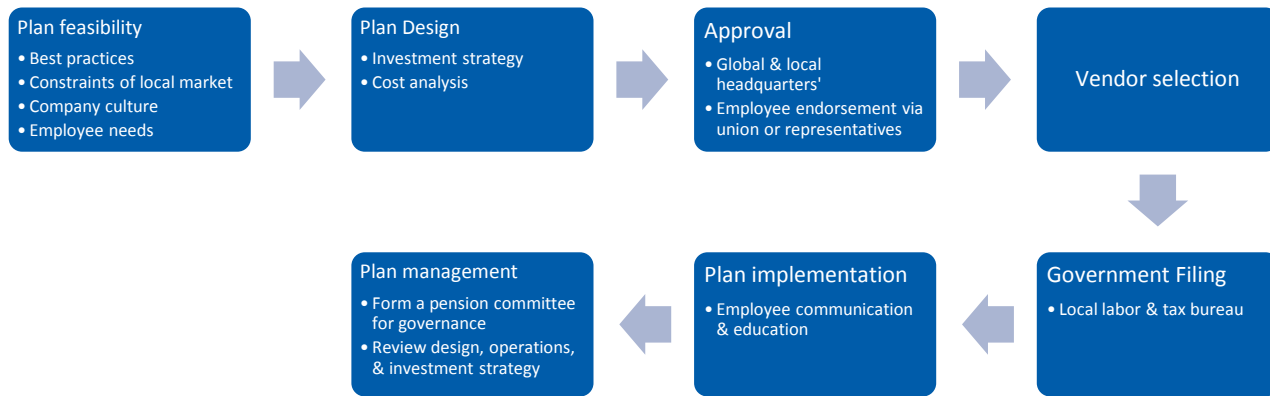 Plan feasibility
• Best practices
• Constraints of local market
• Company culture
• Employee needs
Plan Design
• Investment strategy
• Cost analysis
Approval
• Global & local
headquarters'
• Employee endorsement via
union or representatives
Vendor selection
Government Filing
• Local labor & tax bureau
Plan implementation
• Employee communication
& education
Plan management
• Form a pension committee
for governance
• Review design, operations,
& investment strategy